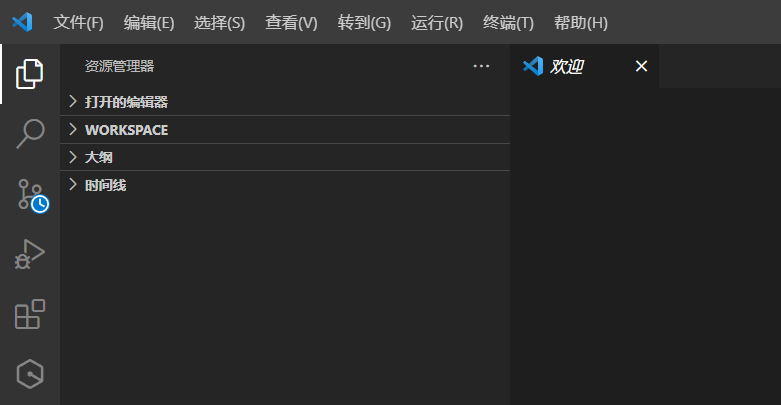 文件(F) 编辑(E) 选择(S) 查看(V) 转到(G) 运行(R) 终端(T) 帮助(H)
资源管理器
欢迎
打开的编辑器
WORKSPACE
大纲
时间线